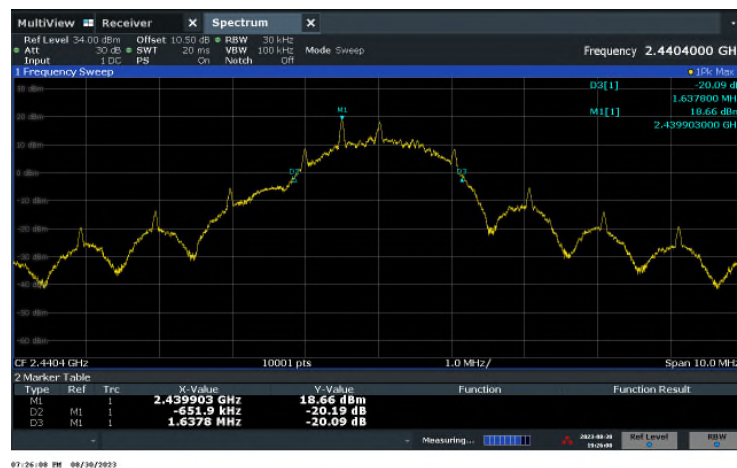 MultiView Receiver X Spectrum X
Ref Level 34.00 dBm Offset 10.50 dB RBW 30 kHz
Att 30 dB SWT 20 ms VBW 100 kHz Mode Sweep Frequency 2.4404000 GH
Input 1 DC PS On Notch Off
1 Frequency Sweep 1Pk Max
D3[1] -20.09 d
30 dBm
1.637800 MH
M1[1] 18.66 dBm
2.439903000 GH
M1
20 dBm
10 dBm
D2 D3
0 dBm
-10 dBm
-20 dBm
-30 dBm
-40 dBm
-60 dBm
CF 2.4404 GHz 10001 pts 1.0 MHz/ Span 10.0 MH
2 Marker Table
Type Ref Trc X-Value Y-Value Function Function Result
M1 1 2.439903 GHz 18.66 dBm
D2 M1 1 -651.9 kHz -20.19 dB
D3 M1 1 1.6378 MHz -20.09 dB
Measuring... 2023-08-30 Ref Level RBW
19:26:08
07:26:08 PM 08/30/2023